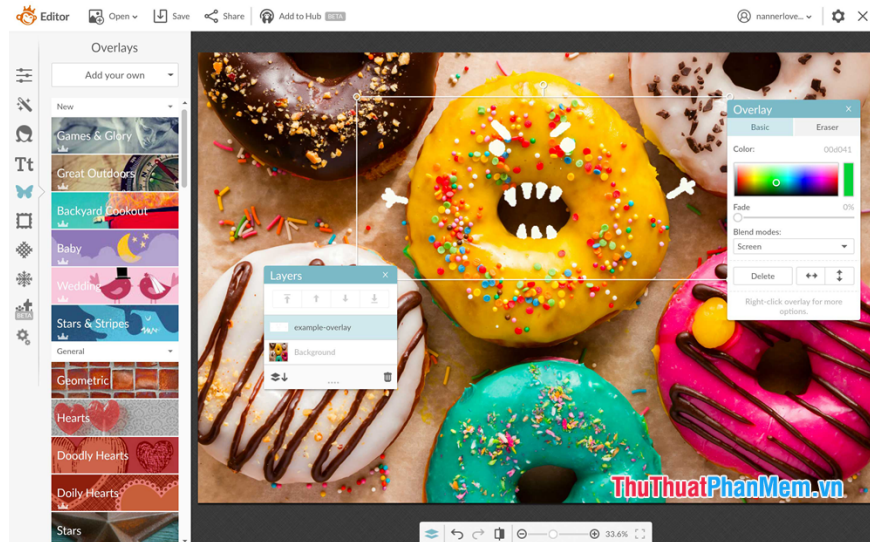 Editor
Open
Save
Share
Add to Hub BETA
nannerlove...
Overlays
Add your own
New
Games & Glory
Great Outdoors
Backyard Cookout
Baby
Wedding
Stars & Stripes
General
Geometric
Hearts
Doodly Hearts
Doily Hearts
Stars
Tt
BETA
Layers
example-overlay
Background
Overlay
Basic
Eraser
Color:
00d041
Fade
0%
Blend modes:
Screen
Delete
Right-click overlay for more
options.
ThuThuatPhanMem.vn
33.6%